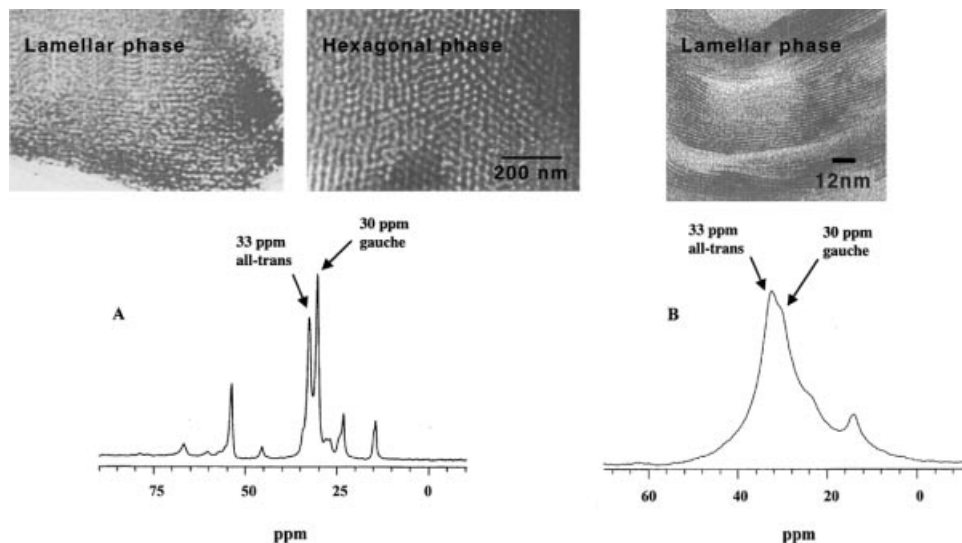 Lamellar phase
Hexagonal phase
200 nm
Lamellar phase
12nm
33 ppm
all-trans
30 ppm
gauche
A
75
50
25
0
ppm
33 ppm
all-trans
30 ppm
gauche
B
60
40
20
0
ppm